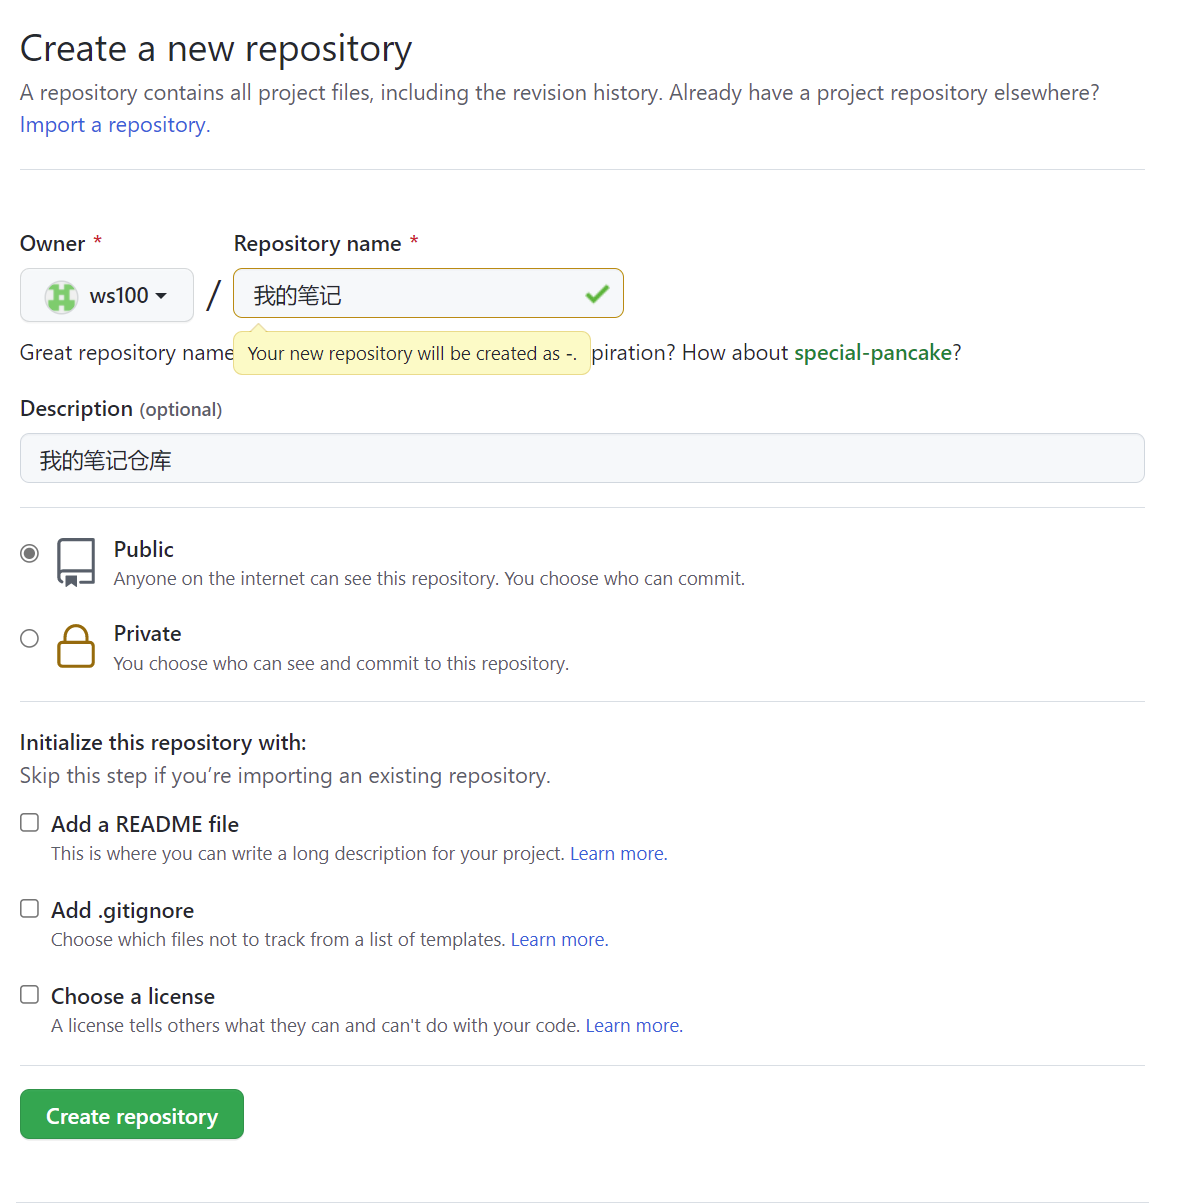 Create a new repository
A repository contains all project files, including the revision history. Already have a project repository elsewhere?
Import a repository.
Owner * Repository name *
ws100 / 我的笔记
Great repository name
Your new repository will be created as -.
piration? How about special-pancake?
Description (optional)
我的笔记仓库
Public
Anyone on the internet can see this repository. You choose who can commit.
Private
You choose who can see and commit to this repository.
Initialize this repository with:
Skip this step if you’re importing an existing repository.
Add a README file
This is where you can write a long description for your project. Learn more.
Add .gitignore
Choose which files not to track from a list of templates. Learn more.
Choose a license
A license tells others what they can and can't do with your code. Learn more.
Create repository